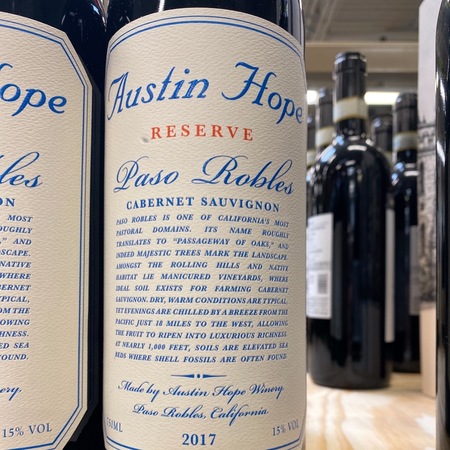 Austin Hope
RESERVE
Paso Robles
CABERNET SAUVIGNON
PASO ROBLES IS ONE OF CALIFORNIA'S MOST
PASTORAL DOMAINS. ITS NAME ROUGHLY
TRANSLATES TO "PASSAGEWAY OF OAKS," AND
INDEED MAJESTIC TREES MARK THE LANDSCAPE.
AMONGST THE ROLLING HILLS AND NATIVE
HABITAT LIE MANICURED VINEYARDS, WHERE
IDEAL SOIL EXISTS FOR FARMING CABERNET
SAUVIGNON. DRY, WARM CONDITIONS ARE TYPICAL,
YET EVENINGS ARE CHILLED BY A BREEZE FROM THE
PACIFIC JUST 18 MILES TO THE WEST, ALLOWING
THE FRUIT TO RIPEN INTO LUXURIOUS RICHNESS.
AT NEARLY 1,000 FEET, SOILS ARE ELEVATED SEA
BEDS WHERE SHELL FOSSILS ARE OFTEN FOUND.
Made by Austin Hope Winery
Paso Robles, California
750ML 2017 15% VOL
Hope
Winery.
15% VOL